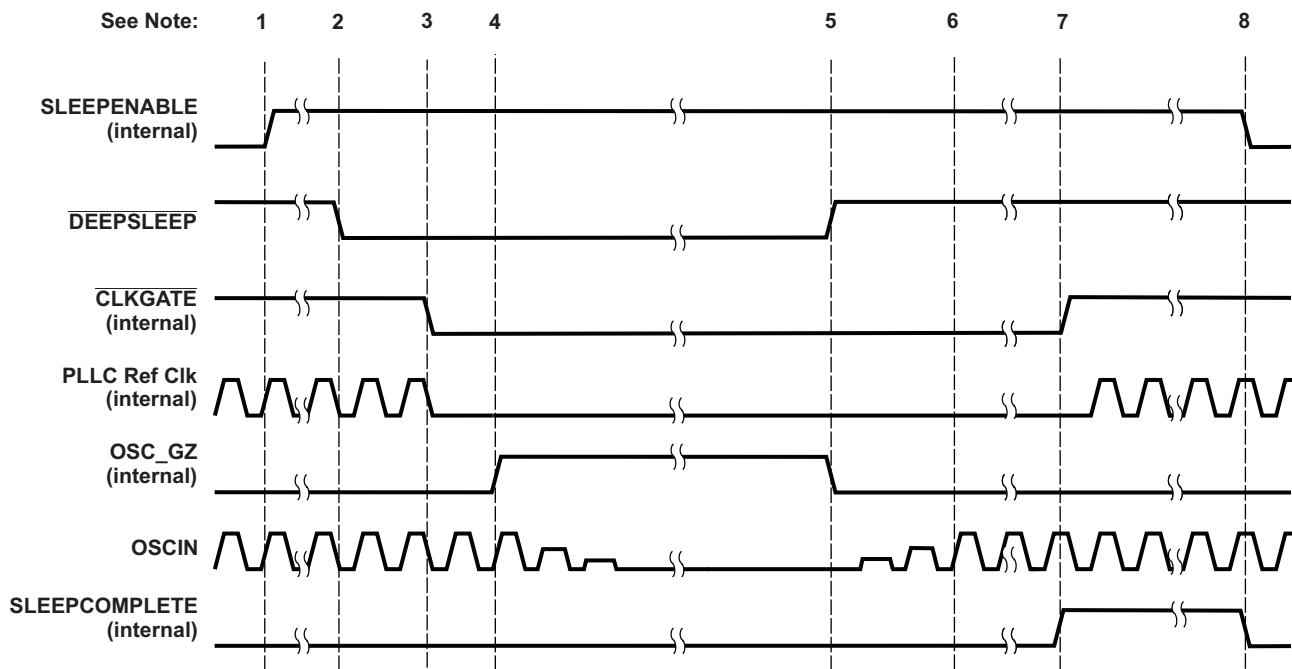 See Note: 1 2 3 4 5 6 7 8
SLEEPENABLE
(internal)
DEEPSLEEP
CLKGATE
(internal)
PLLC Ref Clk
(internal)
OSC_GZ
(internal)
OSCIN
SLEEPCOMPLETE
(internal)